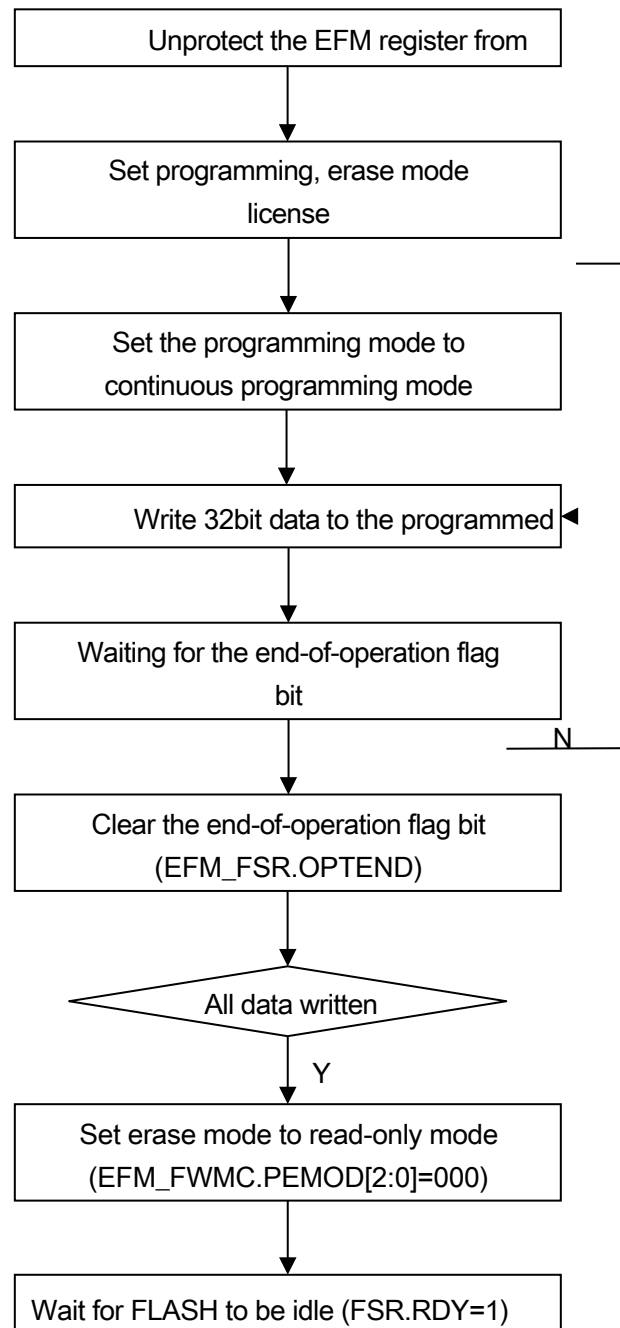 Unprotect the EFM register from
Set programming, erase mode
license
Set the programming mode to
continuous programming mode
Write 32bit data to the programmed
Waiting for the end-of-operation flag
bit
N
Clear the end-of-operation flag bit
(EFM_FSR.OPTEND)
All data written
Y
Set erase mode to read-only mode
(EFM_FWMC.PEMOD[2:0]=000)
Wait for FLASH to be idle (FSR.RDY=1)